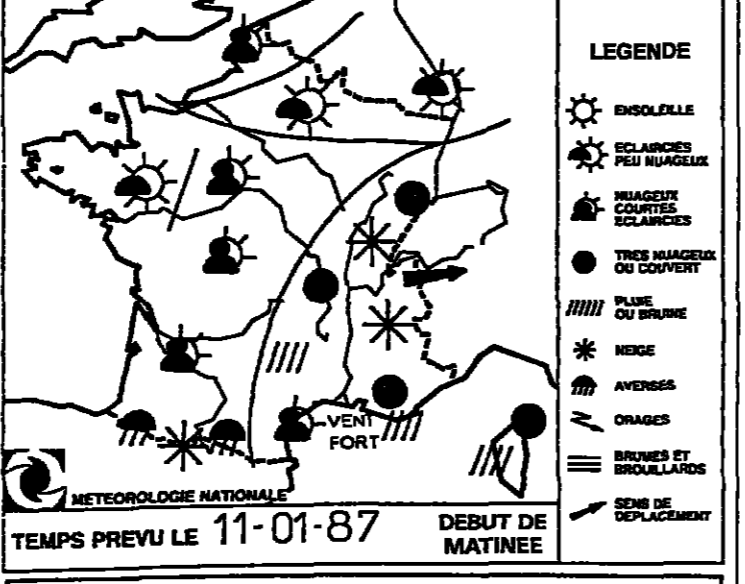 LEGENDE
ENSOLEILLE
ECLAIRCIES
PEU NUAGEUX
NUAGEUX
COURTES
ECLAIRCIES
TRES NUAGEUX
OU COUVERT
PLUIE
OU BRUINE
NEIGE
AVERSES
ORAGES
BRUMES ET
BROUILLARDS
SENS DE
DEPLACEMENT
VENT
FORT
METEOROLOGIE NATIONALE
TEMPS PREVU LE 11-01-87 DEBUT DE
MATINEE